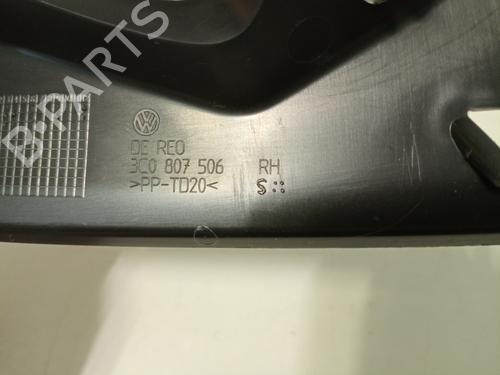 B-PARTS
DE REO
3C0 807 506 RH
>PP-TD20< S